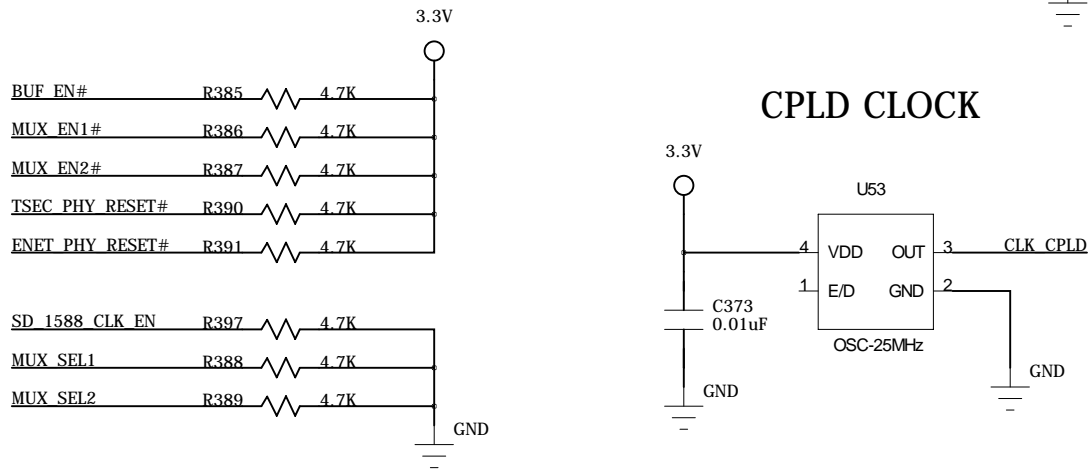 3.3V
BUF_EN# R385 4.7K
MUX_EN1# R386 4.7K
MUX_EN2# R387 4.7K
TSEC_PHY_RESET# R390 4.7K
ENET_PHY_RESET# R391 4.7K
SD_1588_CLK_EN R397 4.7K
MUX_SEL1 R388 4.7K
MUX_SEL2 R389 4.7K
GND
CPLD CLOCK
3.3V
U53
4 VDD OUT 3 CLK_CPLD
1 E/D GND 2
C373
0.01uF
OSC-25MHz
GND
GND